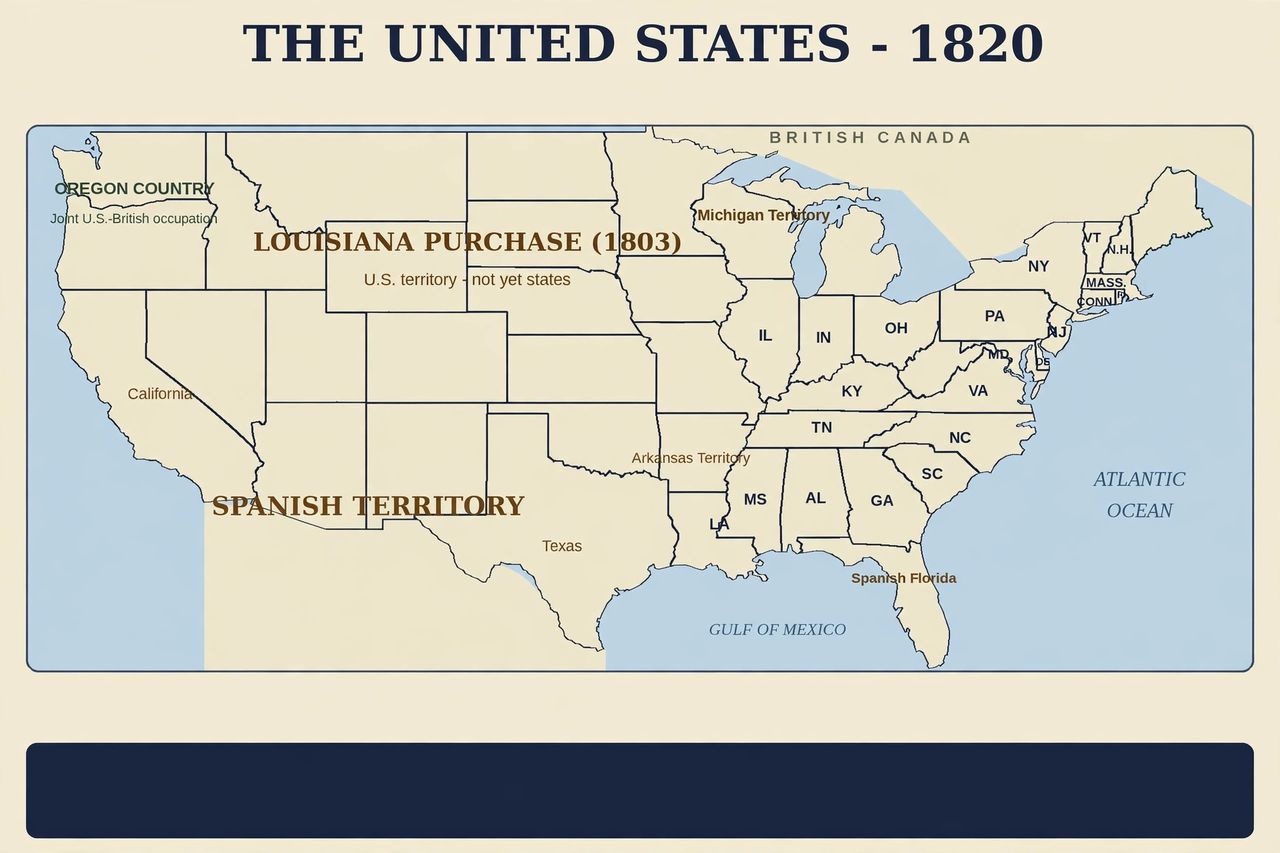 THE UNITED STATES - 1820
BRITISH CANADA
OREGON COUNTRY
Joint U.S.-British occupation
Michigan Territory
LOUISIANA PURCHASE (1803)
U.S. territory - not yet states
VT
N.H.
NY
MASS.
CONN
RI
PA
NJ
OH
IL
IN
MD
DE
KY
VA
California
TN
NC
Arkansas Territory
SC
ATLANTIC
OCEAN
MS
AL
GA
SPANISH TERRITORY
LA
Texas
Spanish Florida
GULF OF MEXICO